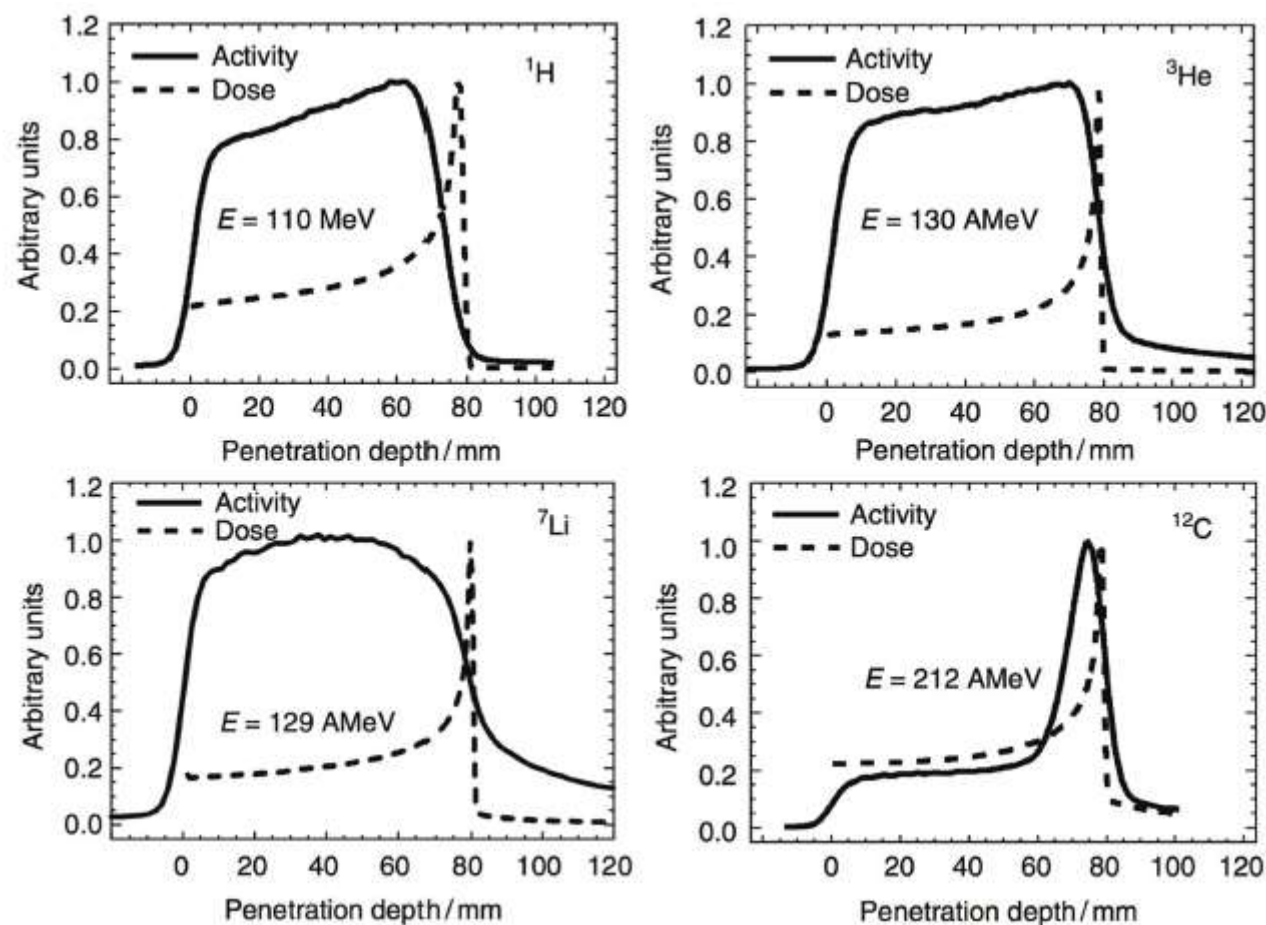 Activity
Dose
¹H
E = 110 MeV
Arbitrary units
1.2
1.0
0.8
0.6
0.4
0.2
0.0
0 20 40 60 80 100 120
Penetration depth / mm
Activity
Dose
³He
E = 130 AMeV
Arbitrary units
1.2
1.0
0.8
0.6
0.4
0.2
0.0
0 20 40 60 80 100 120
Penetration depth / mm
Activity
Dose
⁷Li
E = 129 AMeV
Arbitrary units
1.2
1.0
0.8
0.6
0.4
0.2
0.0
0 20 40 60 80 100 120
Penetration depth / mm
Activity
Dose
¹²C
E = 212 AMeV
Arbitrary units
1.2
1.0
0.8
0.6
0.4
0.2
0.0
0 20 40 60 80 100 120
Penetration depth / mm